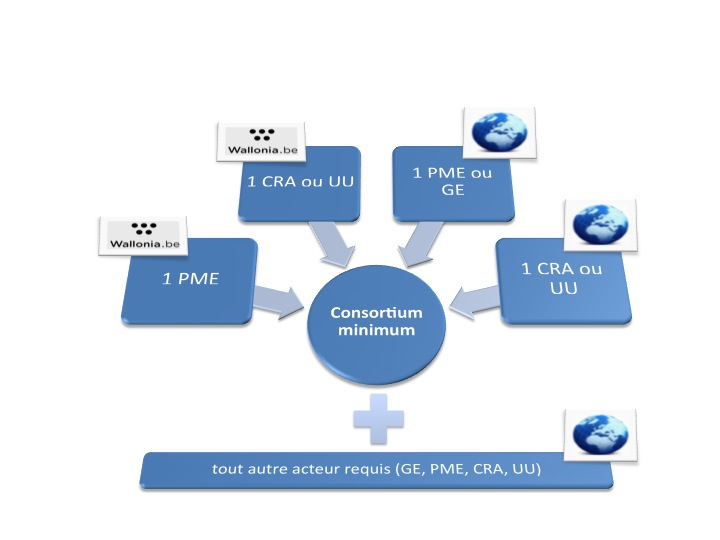 Wallonia.be
1 CRA ou UU
1 PME ou
GE
Wallonia.be
1 PME
1 CRA ou
UU
Consortium
minimum
tout autre acteur requis (GE, PME, CRA, UU)